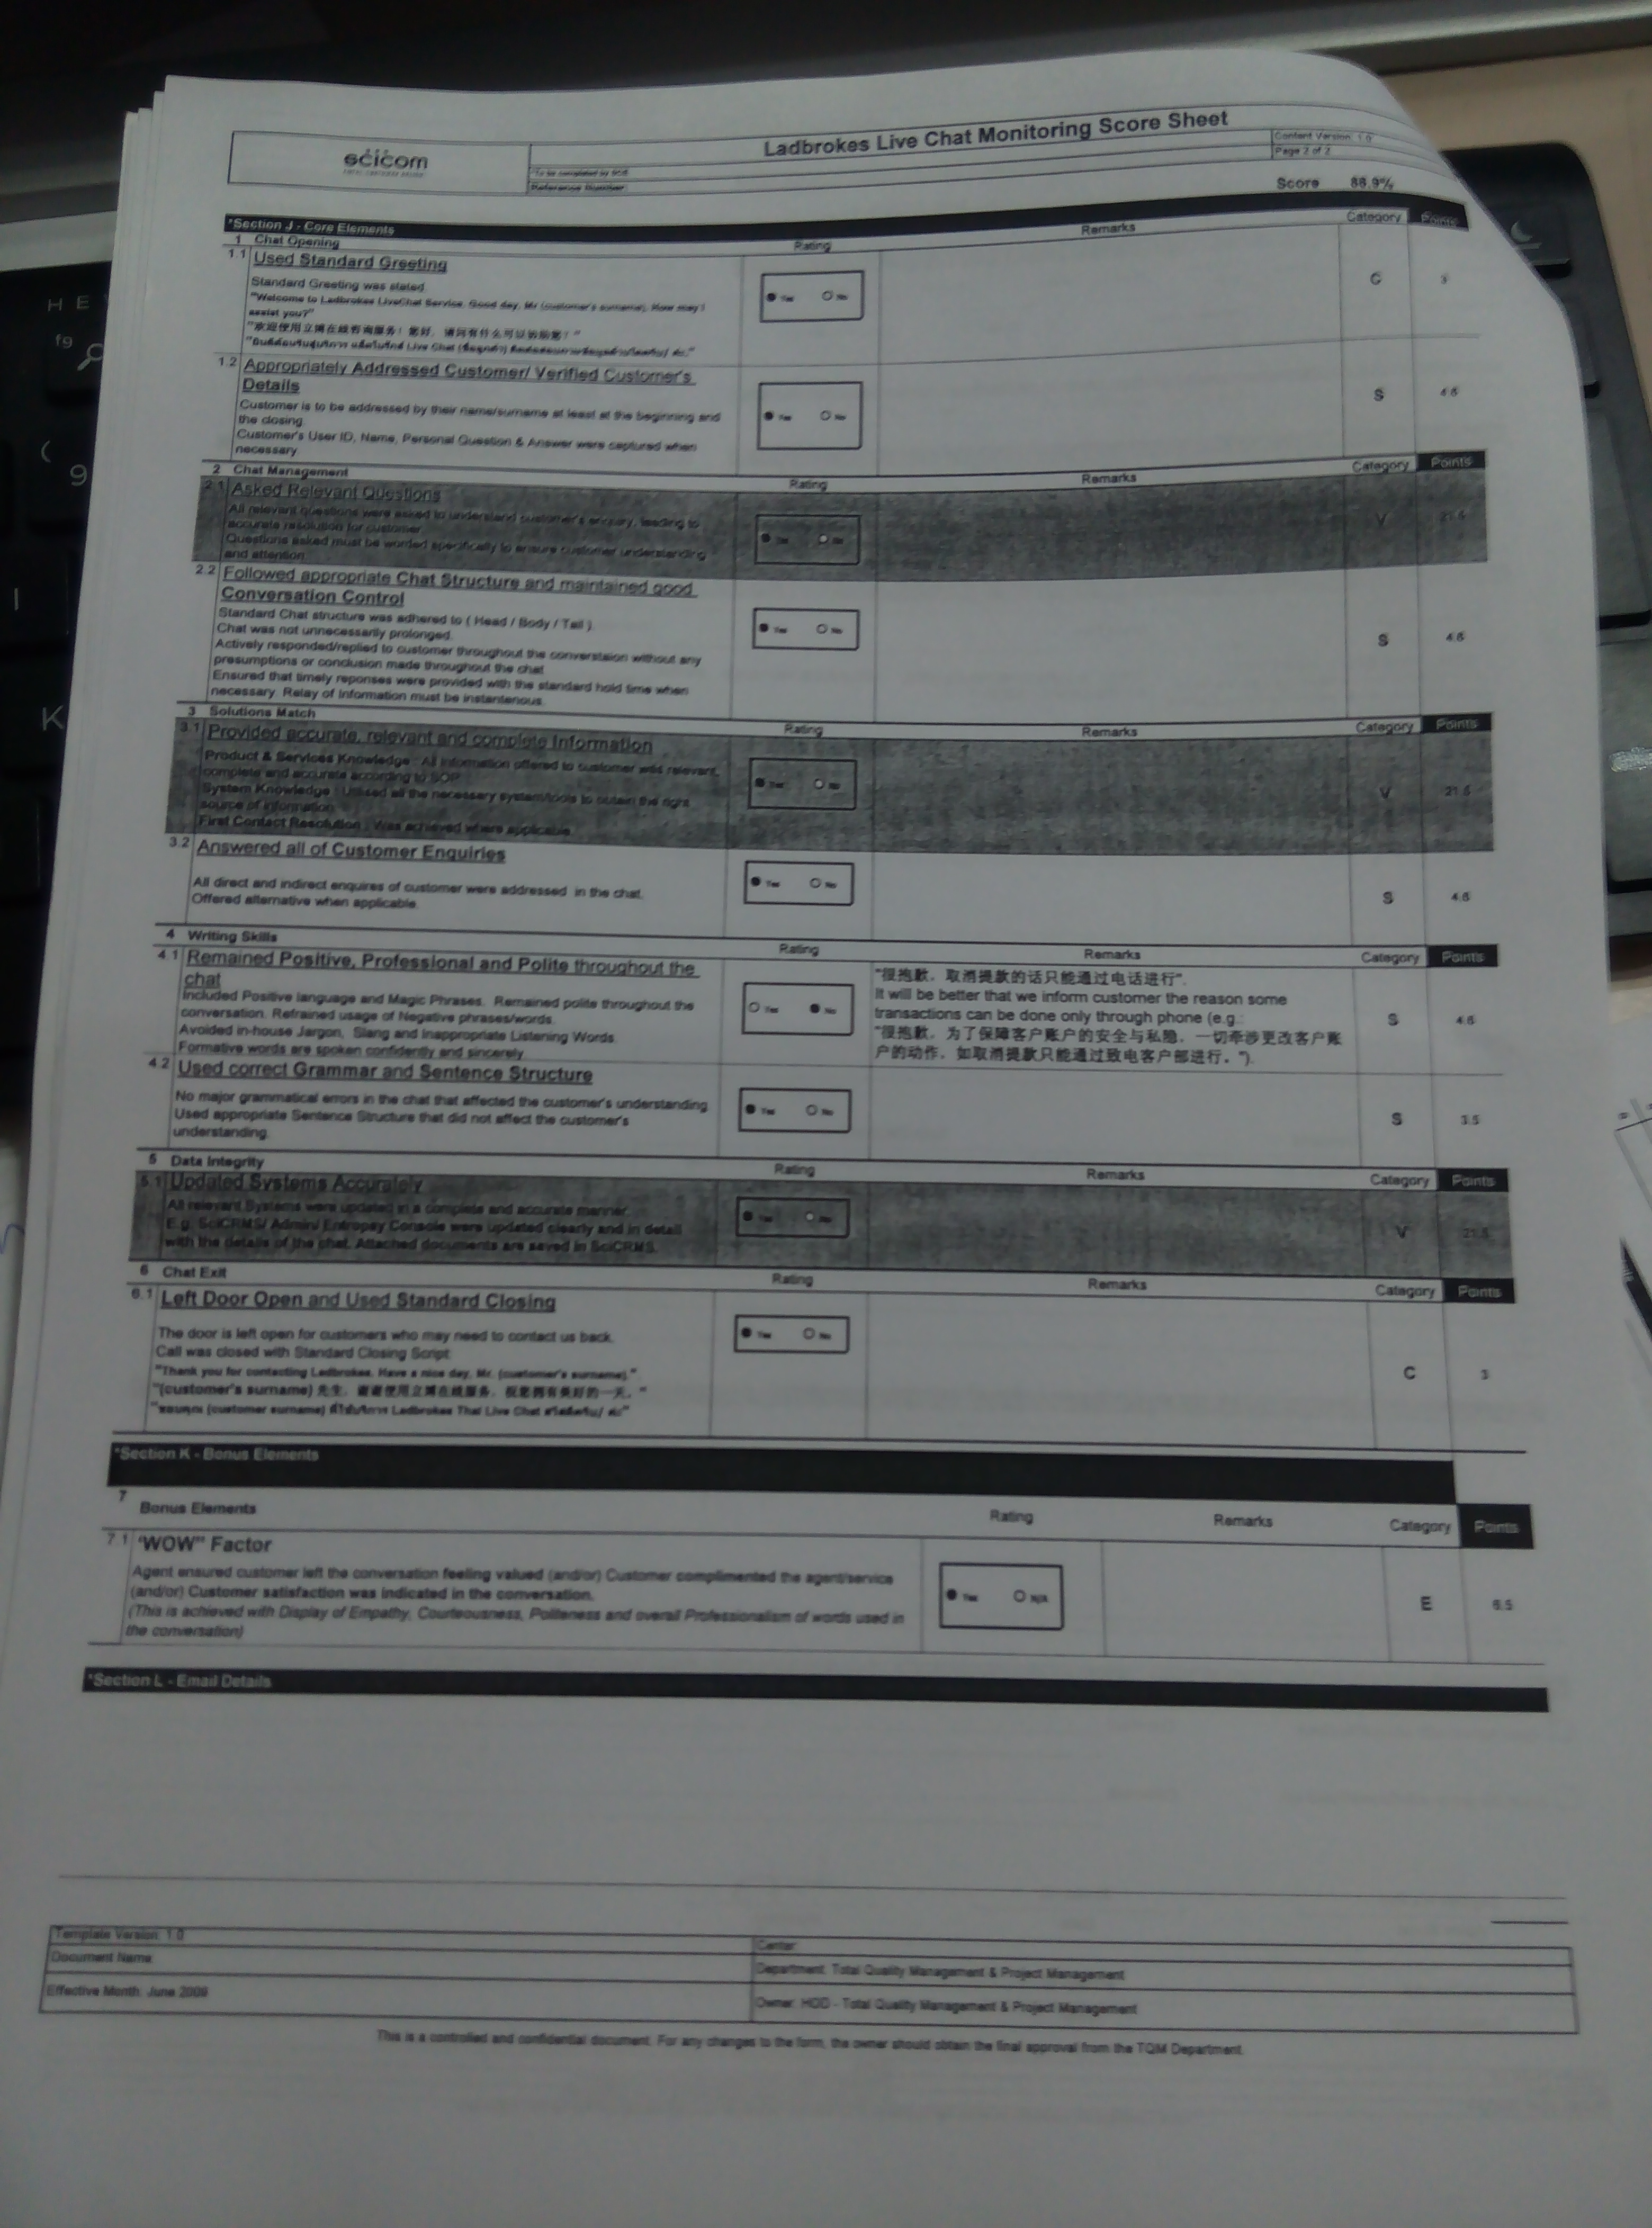 scicom
Ladbrokes Live Chat Monitoring Score Sheet
Content Version: 1.0
Page 2 of 2
Score
*Section J - Core Elements
Category Points
1 Chat Opening
Rating
Remarks
1.1 Used Standard Greeting
Standard Greeting was stated
"Welcome to Ladbrokes LiveChat Service. Good day, Mr (customer's surname). How may I
assist you?"
Yes No
C 3
"欢迎使用立博在线咨询服务！您好，请问有什么可以协助您！"
1.2 Appropriately Addressed Customer/ Verified Customer's
Details
Customer is to be addressed by their name/surname at least at the beginning and
the closing.
Customer's User ID, Name, Personal Question & Answer were captured when
necessary.
Yes No
S
2 Chat Management
Rating
Remarks
Category Points
2.1 Asked Relevant Questions
All relevant questions were asked to understand customer's enquiry, leading to
accurate resolution for customer.
Questions asked must be worded specifically to ensure customer understanding
and attention.
V 21.5
2.2 Followed appropriate Chat Structure and maintained good
Conversation Control
Standard Chat structure was adhered to ( Head / Body / Tail ).
Chat was not unnecessarily prolonged.
Actively responded/replied to customer throughout the converstaion without any
presumptions or conclusion made throughout the chat.
Ensured that timely reponses were provided with the standard hold time when
necessary. Relay of Information must be instantenous.
Yes No
S
3 Solutions Match
Rating
Remarks
Category Points
3.1 Provided accurate, relevant and complete Information
Product & Services Knowledge : All information offered to customer was relevant,
complete and accurate according to SOP.
System Knowledge : Utilised all the necessary system/tools to obtain the right
source of information.
First Contact Resolution : Was achieved where applicable.
Yes No
V 21.5
3.2 Answered all of Customer Enquiries
All direct and indirect enquires of customer were addressed in the chat.
Offered alternative when applicable.
Yes No
S
4 Writing Skills
Rating
Remarks
Category Points
4.1 Remained Positive, Professional and Polite throughout the
chat
Included Positive language and Magic Phrases. Remained polite throughout the
conversation. Refrained usage of Negative phrases/words.
Avoided in-house Jargon, Slang and Inappropriate Listening Words.
Formative words are spoken confidently and sincerely.
Yes No
"很抱歉，取消提款的话只能通过电话进行".
It will be better that we inform customer the reason some
transactions can be done only through phone (e.g.:
"很抱歉，为了保障客户账户的安全与私隐，一切牵涉更改客户账
户的动作，如取消提款只能通过致电客户部进行。").
S
4.2 Used correct Grammar and Sentence Structure
No major grammatical errors in the chat that affected the customer's understanding
Used appropriate Sentence Structure that did not affect the customer's
understanding.
Yes No
S 3.5
5 Data Integrity
Rating
Remarks
Category Points
5.1 Updated Systems Accurately
All relevant Systems were updated in a complete and accurate manner.
E.g. SciCRMS/ Admin/ Entropay Console were updated clearly and in detail
with the details of the chat. Attached documents are saved in SciCRMS.
V 21.5
6 Chat Exit
Rating
Remarks
Category Points
6.1 Left Door Open and Used Standard Closing
The door is left open for customers who may need to contact us back.
Call was closed with Standard Closing Script
"Thank you for contacting Ladbrokes. Have a nice day, Mr. (customer's surname)."
"(customer's surname) 先生，谢谢使用立博在线服务，祝您拥有美好的一天。"
Yes No
C 3
*Section K - Bonus Elements
7
Bonus Elements
Rating
Remarks
Category Points
7.1 "WOW" Factor
Agent ensured customer left the conversation feeling valued (and/or) Customer complimented the agent/service
(and/or) Customer satisfaction was indicated in the conversation.
(This is achieved with Display of Empathy, Courteousness, Politeness and overall Professionalism of words used in
the conversation)
Yes N/A
E
*Section L - Email Details
Template Version: 1.0
Document Name:
Effective Month: June 2009
Center:
Department: Total Quality Management & Project Management
Owner: HOD - Total Quality Management & Project Management
This is a controlled and confidential document. For any changes to the form, the owner should obtain the final approval from the TQM Department.